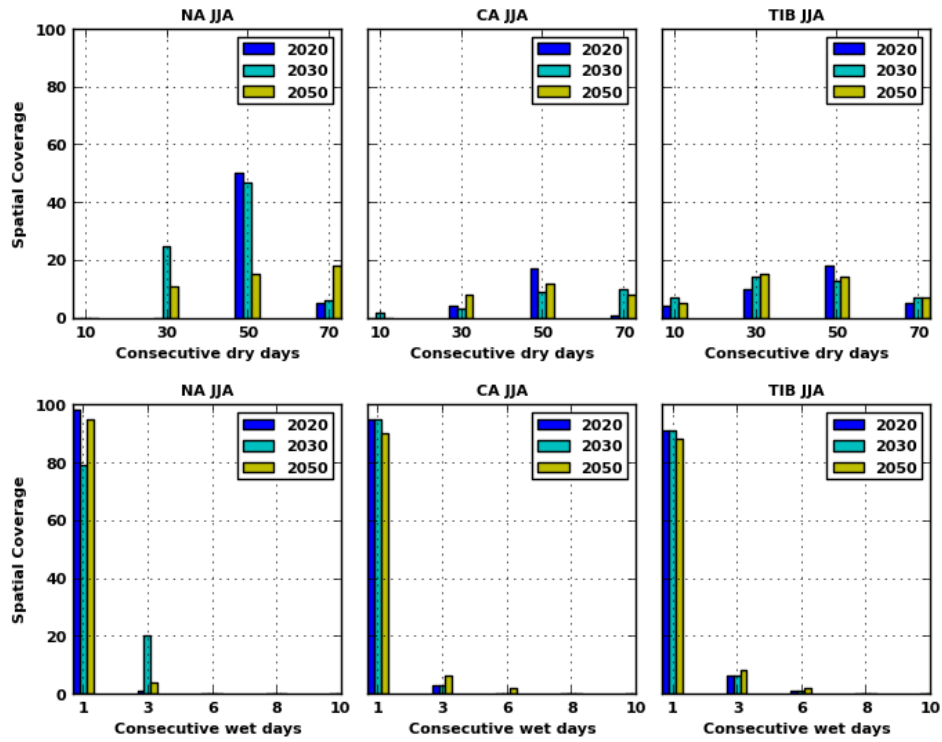 NA JJA
100
80
60
40
20
0
Spatial Coverage
2020
2030
2050
10 30 50 70
Consecutive dry days
CA JJA
2020
2030
2050
10 30 50 70
Consecutive dry days
TIB JJA
2020
2030
2050
10 30 50 70
Consecutive dry days
NA JJA
100
80
60
40
20
0
Spatial Coverage
2020
2030
2050
1 3 6 8 10
Consecutive wet days
CA JJA
2020
2030
2050
1 3 6 8 10
Consecutive wet days
TIB JJA
2020
2030
2050
1 3 6 8 10
Consecutive wet days